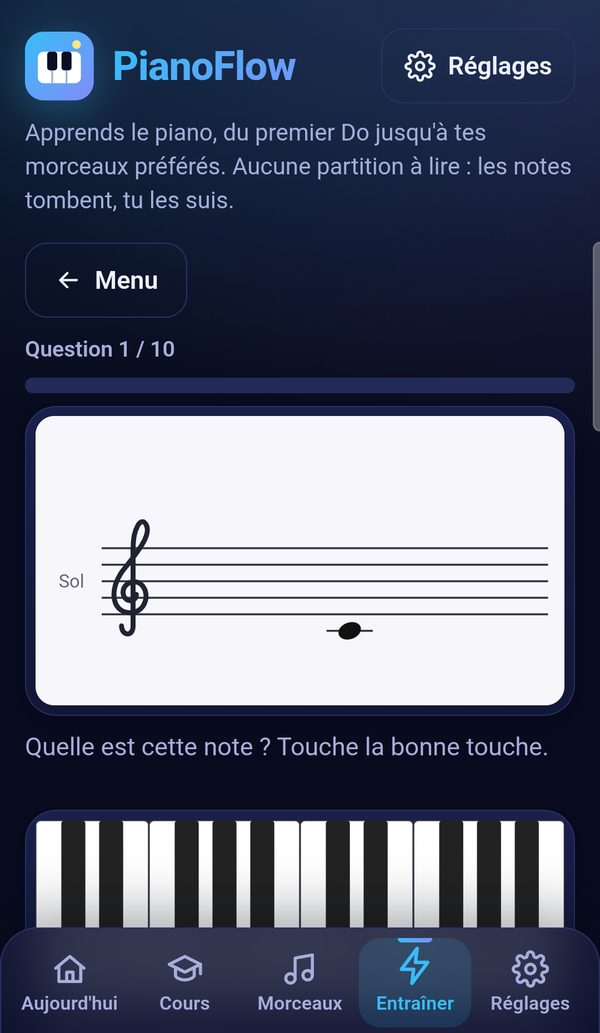 PianoFlow
Réglages
Apprends le piano, du premier Do jusqu'à tes
morceaux préférés. Aucune partition à lire : les notes
tombent, tu les suis.
← Menu
Question 1 / 10
Sol
Quelle est cette note ? Touche la bonne touche.
Aujourd'hui
Cours
Morceaux
Entraîner
Réglages